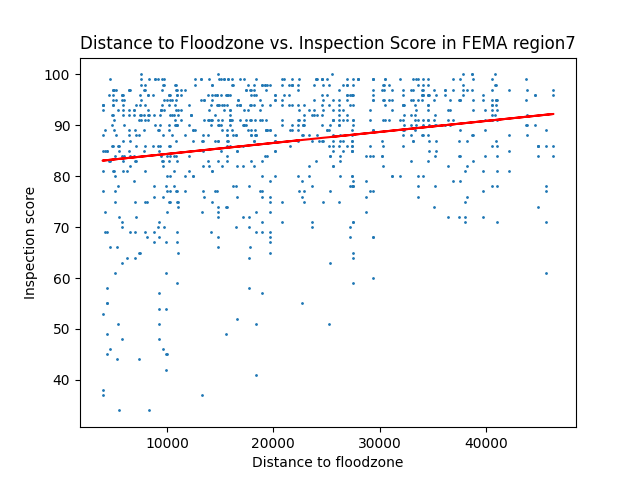 Distance to Floodzone vs. Inspection Score in FEMA region7
100
90
80
70
60
50
40
Inspection score
10000 20000 30000 40000
Distance to floodzone